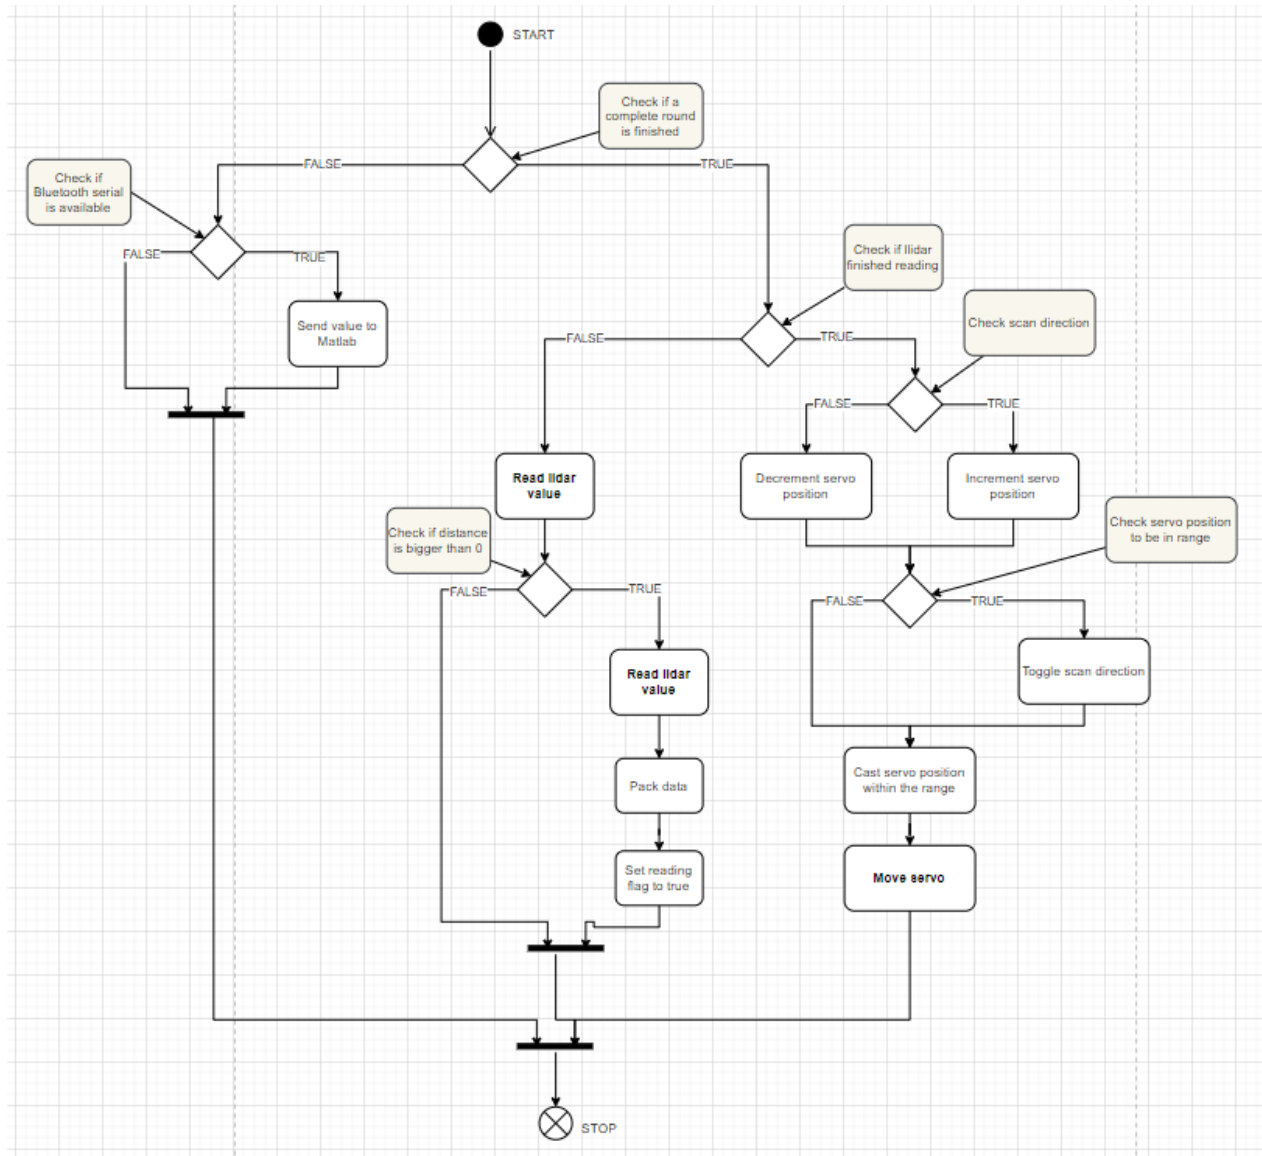 START
Check if a
complete round
is finished
FALSE
TRUE
Check if
Bluetooth serial
is available
FALSE
TRUE
Check if llidar
finished reading
Send value to
Matlab
Check scan direction
FALSE
TRUE
FALSE
TRUE
Read lidar
value
Decrement servo
position
Increment servo
position
Check if distance
is bigger than 0
Check servo position
to be in range
FALSE
TRUE
FALSE
TRUE
Read lidar
value
Toggle scan direction
Pack data
Cast servo position
within the range
Set reading
flag to true
Move servo
STOP